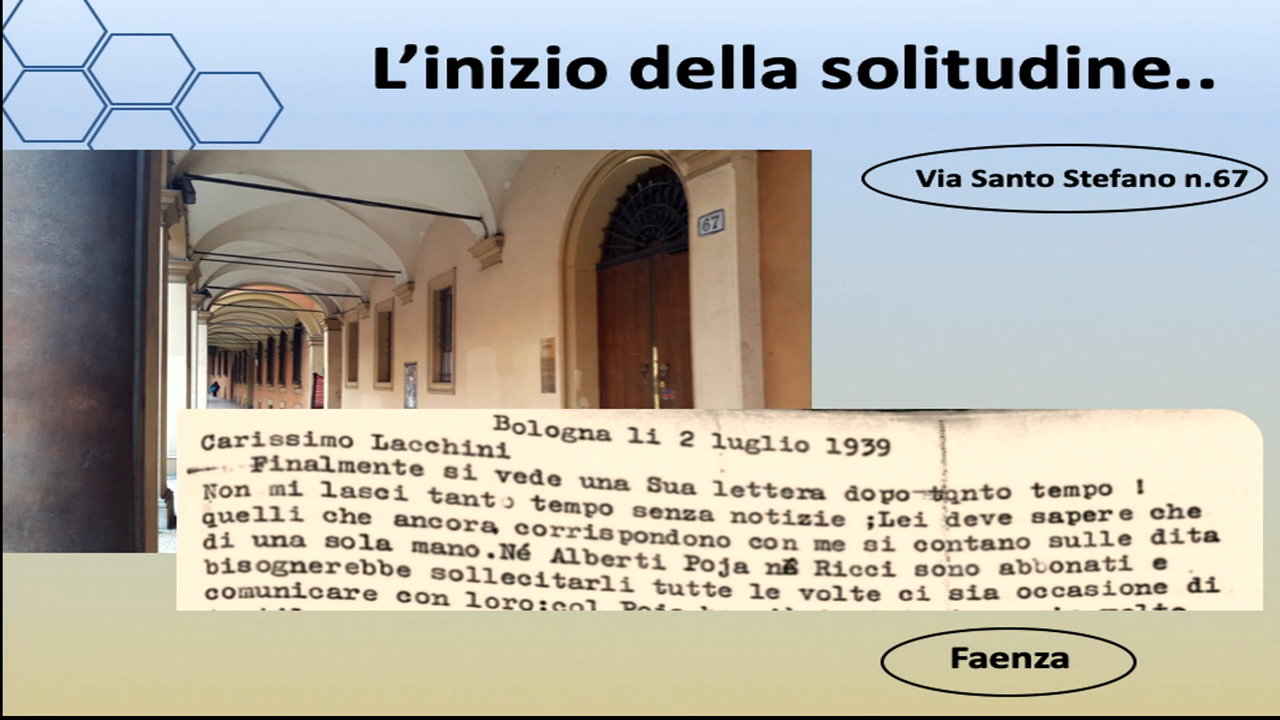 L'inizio della solitudine..
Via Santo Stefano n.67
67
Bologna li 2 luglio 1939
Carissimo Lacchini
Finalmente si vede una Sua lettera dopo tanto tempo !
Non mi lasci tanto tempo senza notizie ;Lei deve sapere che
quelli che ancora corrispondono con me si contano sulle dita
di una sola mano.Né Alberti Poja né Ricci sono abbonati e
bisognerebbe sollecitarli tutte le volte ci sia occasione di
comunicare con loro;col Poja
Faenza